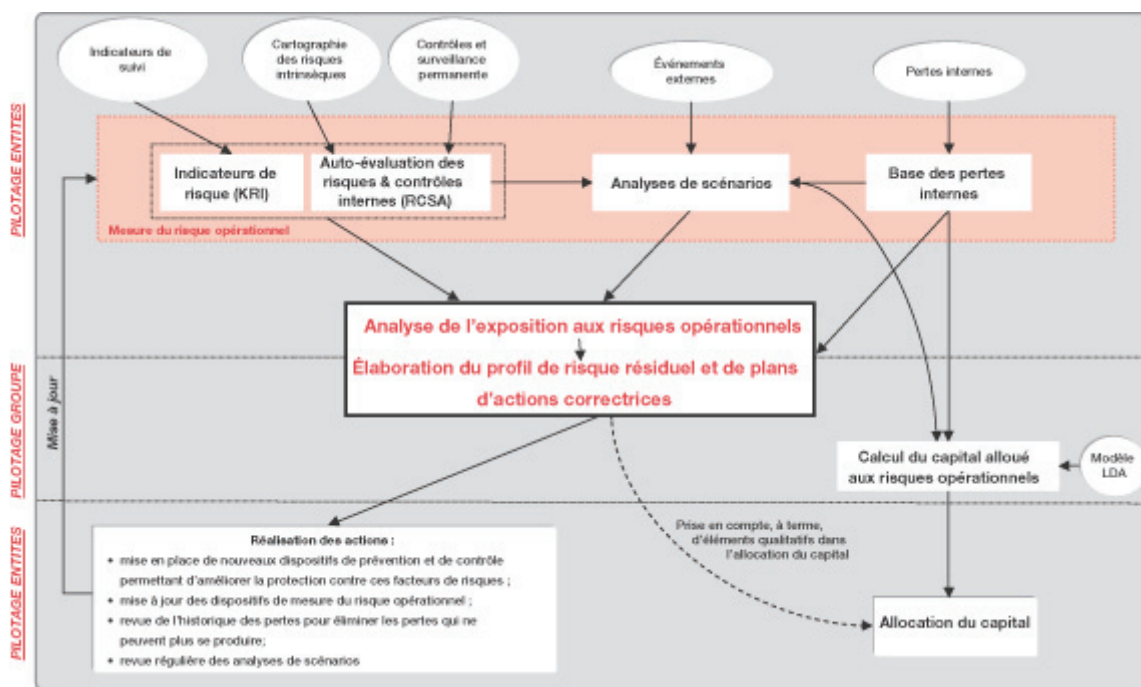 Indicateurs de
suivi
Cartographie
des risques
intrinsèques
Contrôles et
surveillance
permanente
Événements
externes
Pertes internes
PILOTAGE ENTITES
Indicateurs de
risque (KRI)
Auto-évaluation des
risques & contrôles
internes (RCSA)
Analyses de scénarios
Base des pertes
internes
Mesure du risque opérationnel
Analyse de l'exposition aux risques opérationnels
Élaboration du profil de risque résiduel et de plans
d'actions correctrices
PILOTAGE GROUPE
Mise à jour
Calcul du capital alloué
aux risques opérationnels
Modèle
LDA
PILOTAGE ENTITES
Réalisation des actions :
• mise en place de nouveaux dispositifs de prévention et de contrôle
permettant d'améliorer la protection contre ces facteurs de risques ;
• mise à jour des dispositifs de mesure du risque opérationnel ;
• revue de l'historique des pertes pour éliminer les pertes qui ne
peuvent plus se produire;
• revue régulière des analyses de scénarios
Prise en compte, à terme,
d'éléments qualitatifs dans
l'allocation du capital
Allocation du capital